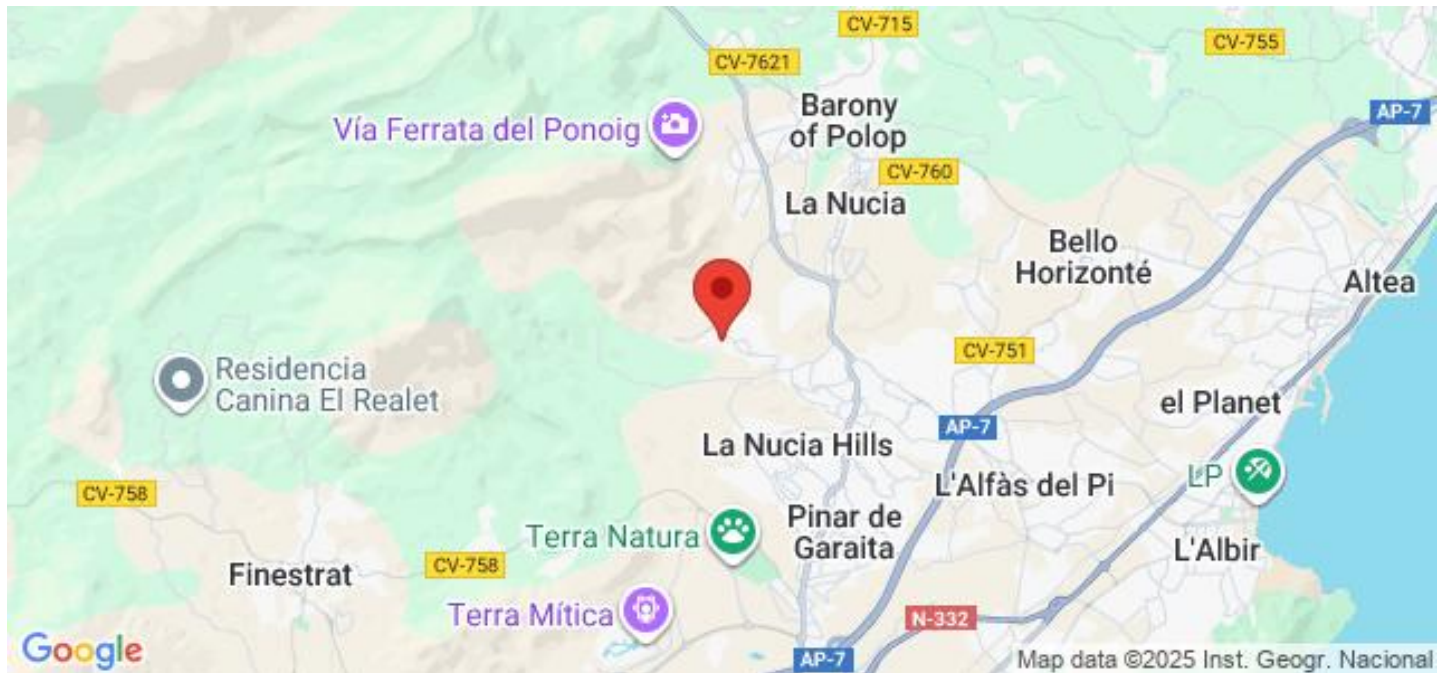 CV-715
CV-755
CV-7621
Barony
of Polop
AP-7
Vía Ferrata del Ponoig
CV-760
La Nucia
Bello
Horizonté
Altea
CV-751
Residencia
Canina El Realet
el Planet
AP-7
La Nucia Hills
LP
L'Alfàs del Pi
CV-758
Pinar de
Garaita
Terra Natura
L'Albir
CV-758
Finestrat
Terra Mítica
N-332
Google
AP-7
Map data ©2025 Inst. Geogr. Nacional